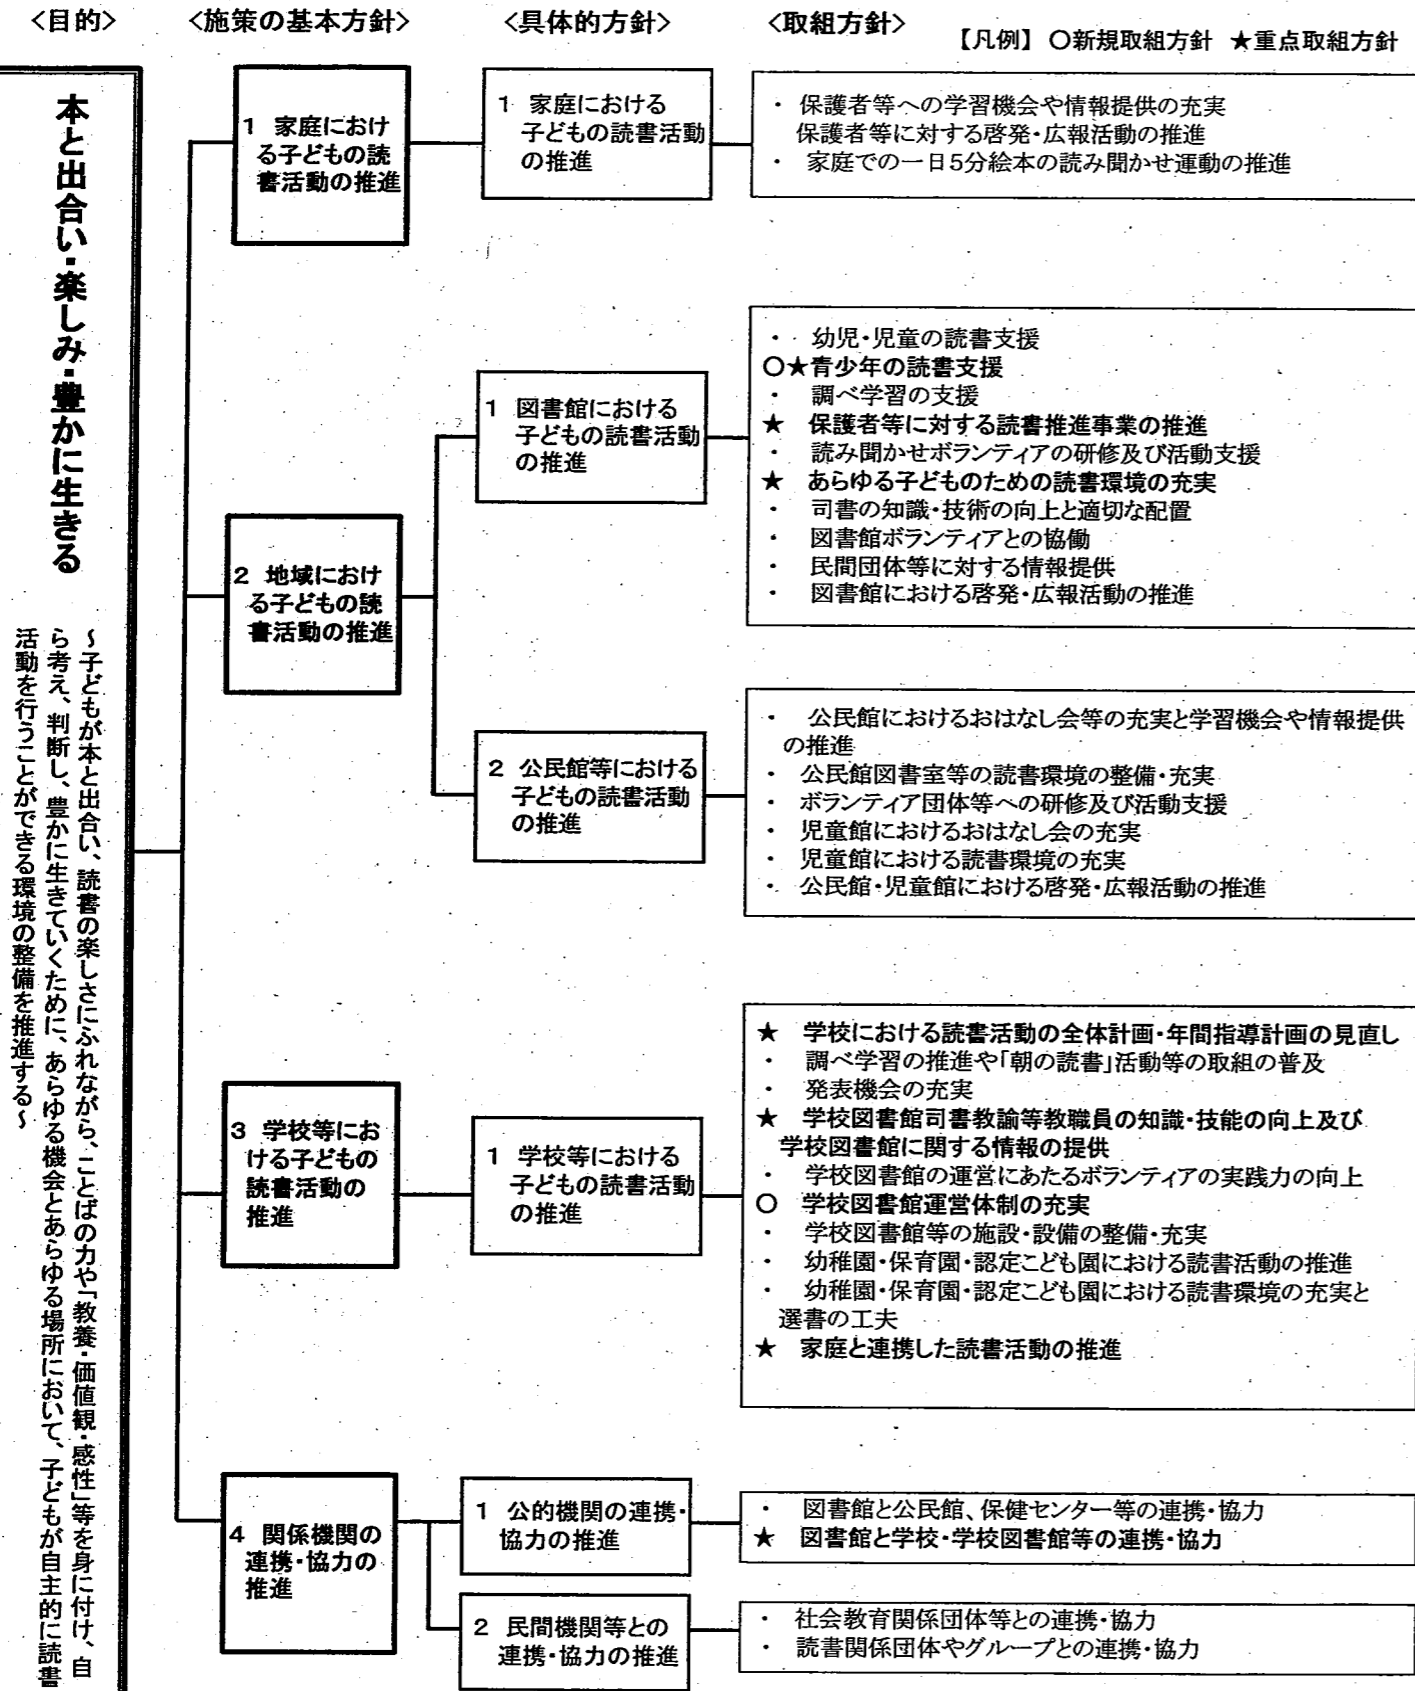 <目的>
<施策の基本方針>
<具体的方針>
<取組方針>
【凡例】 ○新規取組方針 ★重点取組方針
本と出合い・楽しみ・豊かに生きる
~子どもが本と出合い、読書の楽しさにふれながら、ことばの力や「教養・価値観・感性」等を身に付け、自
ら考え、判断し、豊かに生きていくために、あらゆる機会とあらゆる場所において、子どもが自主的に読書
活動を行うことができる環境の整備を推進する~
1 家庭におけ
る子どもの読
書活動の推進
1 家庭における
子どもの読書活動
の推進
・ 保護者等への学習機会や情報提供の充実
保護者等に対する啓発・広報活動の推進
・ 家庭での一日5分絵本の読み聞かせ運動の推進
2 地域におけ
る子どもの読
書活動の推進
1 図書館における
子どもの読書活動
の推進
・ 幼児・児童の読書支援
○★青少年の読書支援
・ 調べ学習の支援
★ 保護者等に対する読書推進事業の推進
・ 読み聞かせボランティアの研修及び活動支援
★ あらゆる子どものための読書環境の充実
・ 司書の知識・技術の向上と適切な配置
・ 図書館ボランティアとの協働
・ 民間団体等に対する情報提供
・ 図書館における啓発・広報活動の推進
2 公民館等における
子どもの読書活動
の推進
・ 公民館におけるおはなし会等の充実と学習機会や情報提供
の推進
・ 公民館図書室等の読書環境の整備・充実
・ ボランティア団体等への研修及び活動支援
・ 児童館におけるおはなし会の充実
・ 児童館における読書環境の充実
・ 公民館・児童館における啓発・広報活動の推進
3 学校等にお
ける子どもの
読書活動の
推進
1 学校等における
子どもの読書活動
の推進
★ 学校における読書活動の全体計画・年間指導計画の見直し
・ 調べ学習の推進や「朝の読書」活動等の取組の普及
・ 発表機会の充実
★ 学校図書館司書教諭等教職員の知識・技能の向上及び
学校図書館に関する情報の提供
・ 学校図書館の運営にあたるボランティアの実践力の向上
○ 学校図書館運営体制の充実
・ 学校図書館等の施設・設備の整備・充実
・ 幼稚園・保育園・認定こども園における読書活動の推進
・ 幼稚園・保育園・認定こども園における読書環境の充実と
選書の工夫
★ 家庭と連携した読書活動の推進
4 関係機関の
連携・協力の
推進
1 公的機関の連携・
協力の推進
・ 図書館と公民館、保健センター等の連携・協力
★ 図書館と学校・学校図書館等の連携・協力
2 民間機関等との
連携・協力の推進
・ 社会教育関係団体等との連携・協力
・ 読書関係団体やグループとの連携・協力